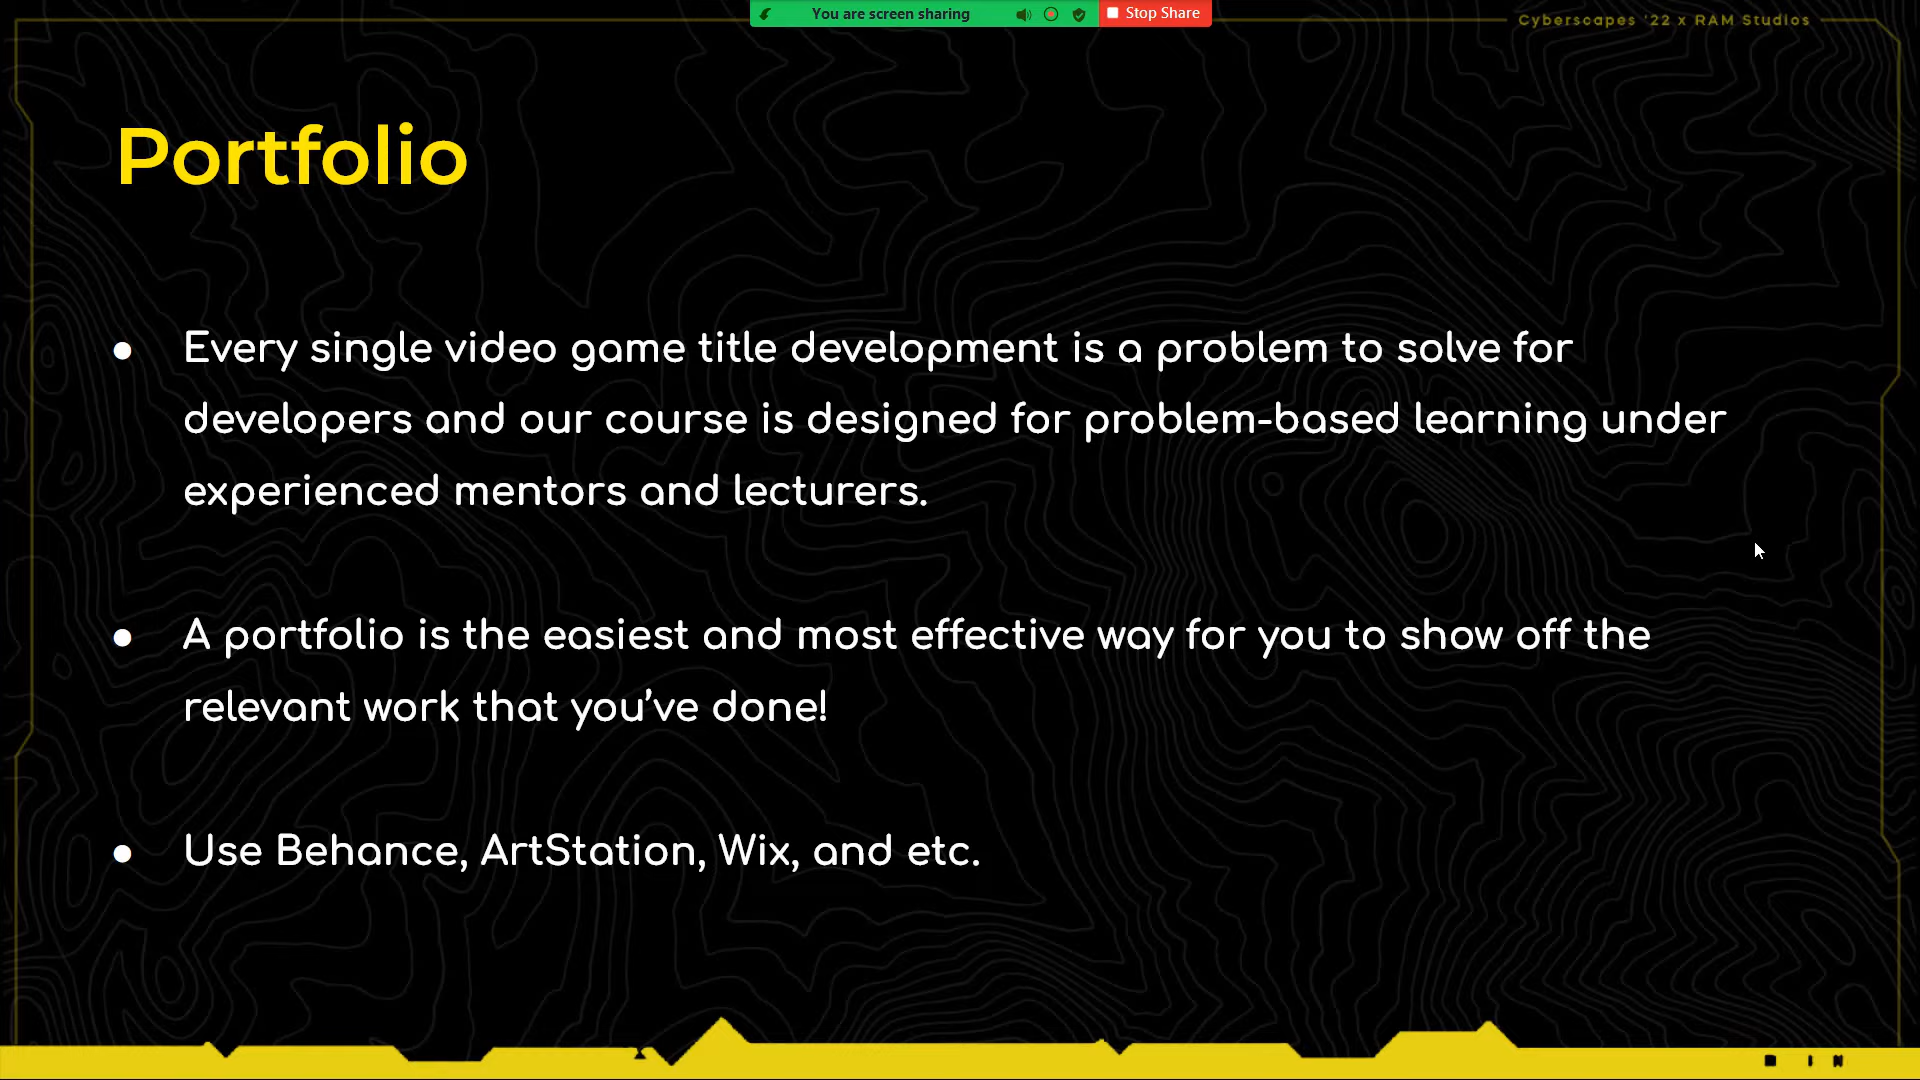 You are screen sharing
Stop Share
Cyberscapes '22 x RAM Studios
Portfolio
● Every single video game title development is a problem to solve for
developers and our course is designed for problem-based learning under
experienced mentors and lecturers.
● A portfolio is the easiest and most effective way for you to show off the
relevant work that you’ve done!
● Use Behance, ArtStation, Wix, and etc.